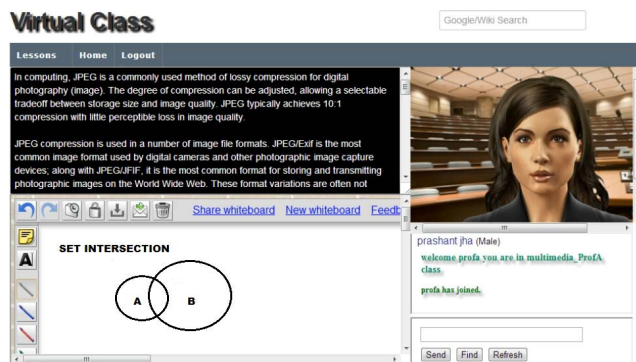 Virtual Class
Google/Wiki Search
Lessons Home Logout
In computing, JPEG is a commonly used method of lossy compression for digital
photography (image). The degree of compression can be adjusted, allowing a selectable
tradeoff between storage size and image quality. JPEG typically achieves 10:1
compression with little perceptible loss in image quality.
JPEG compression is used in a number of image file formats. JPEG/Exif is the most
common image format used by digital cameras and other photographic image capture
devices; along with JPEG/JFIF, it is the most common format for storing and transmitting
photographic images on the World Wide Web. These format variations are often not
Share whiteboard New whiteboard Feedb
A
SET INTERSECTION
A B
prashant jha (Male)
welcome profa you are in multimedia_ProfA
class
profa has joined.
Send Find Refresh